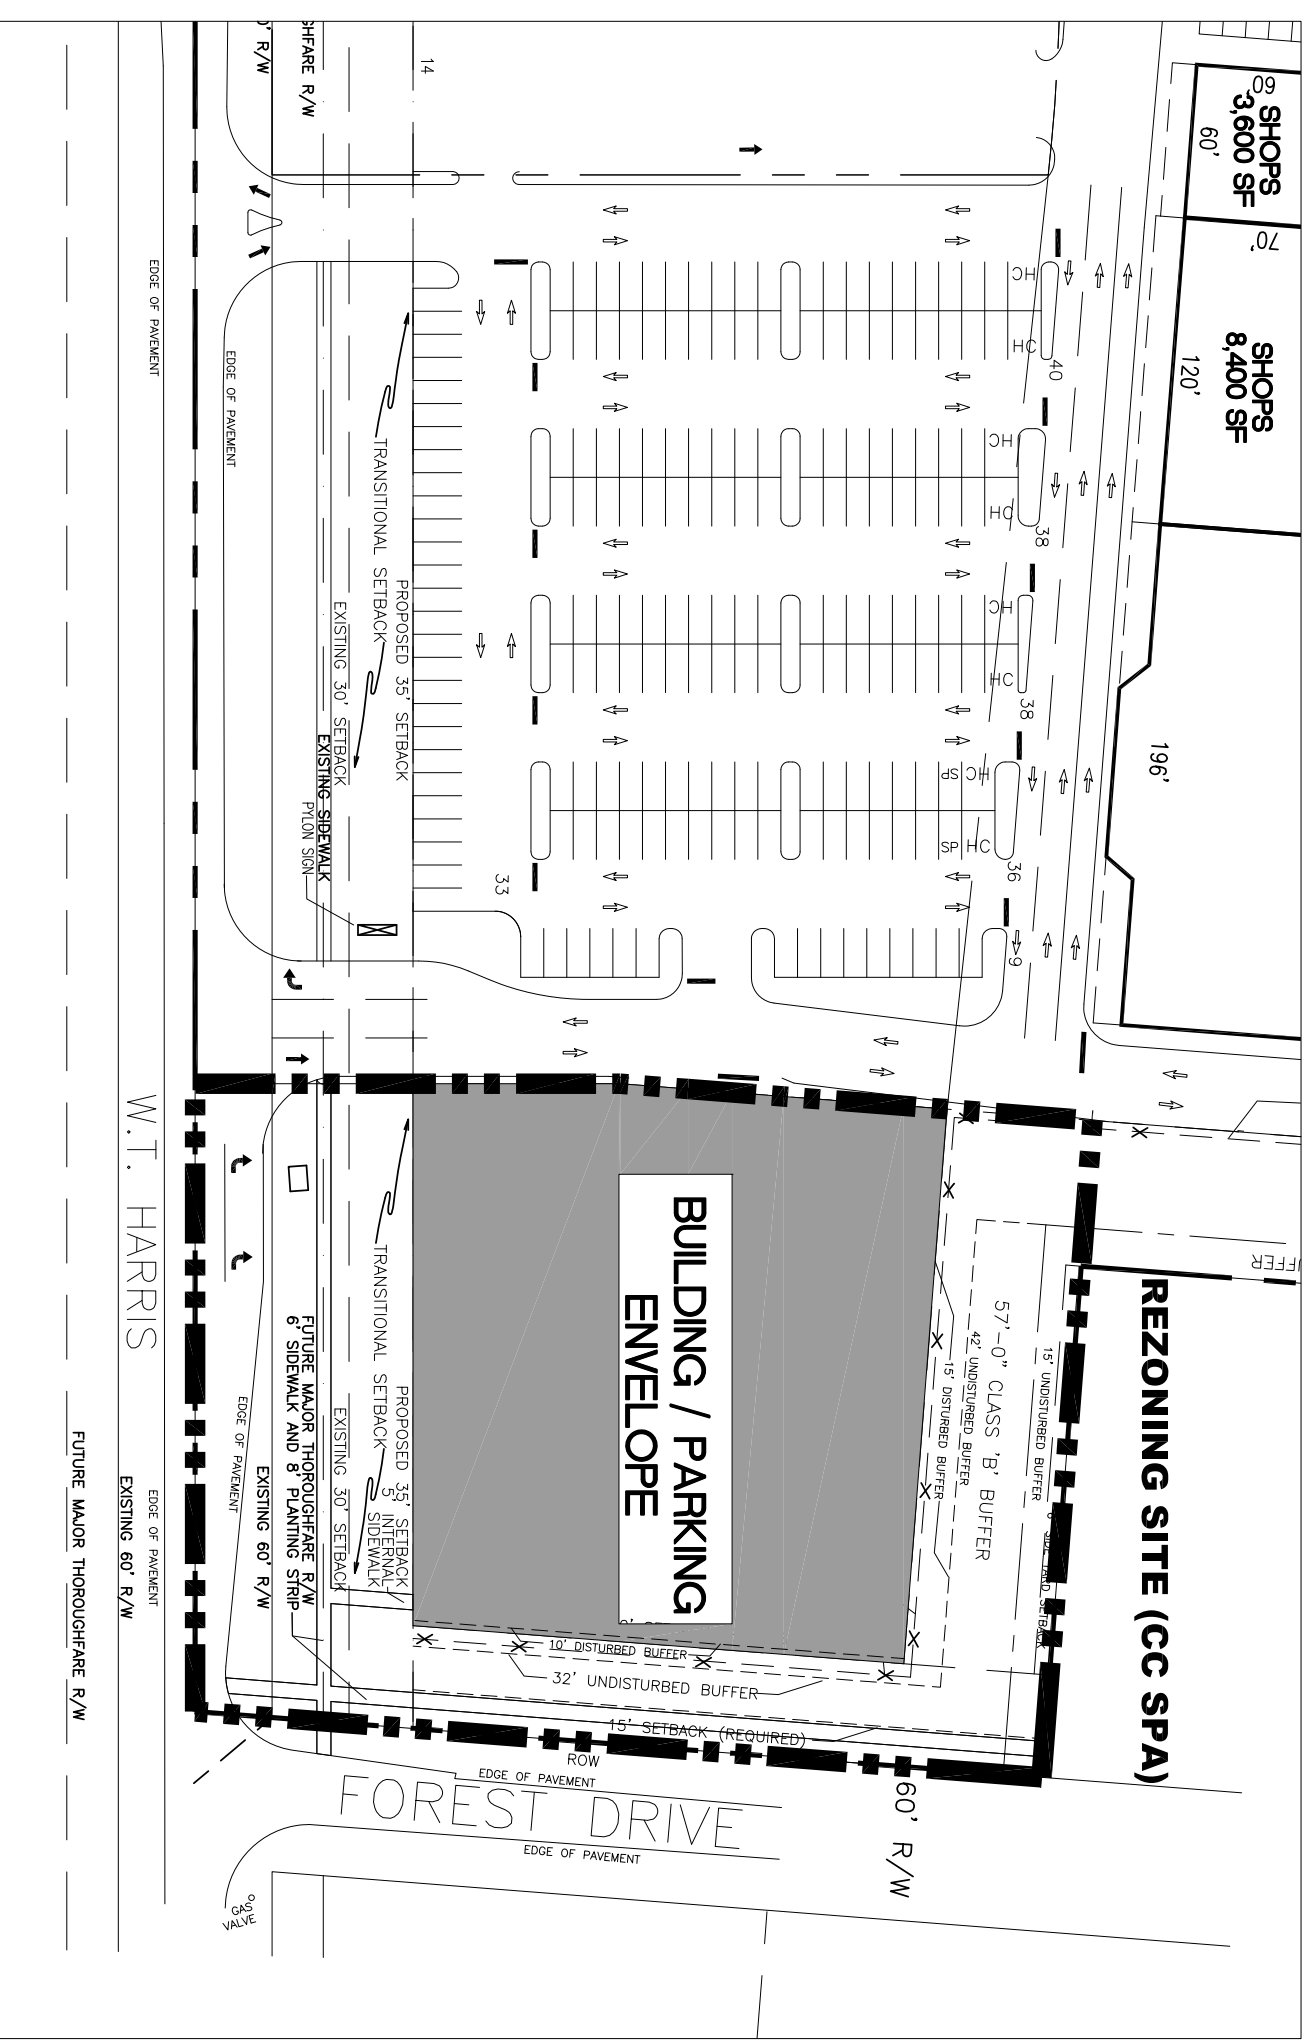 SHOPS
3,600 SF
60'
60'
SHOPS
8,400 SF
70'
120'
196'
HFARE R/W
0' R/W
14
HC
HC
40
HC
HC
38
HC
HC
38
HC
SP
HC
SP
36
9
33
EDGE OF PAVEMENT
EDGE OF PAVEMENT
TRANSITIONAL SETBACK
PROPOSED 35' SETBACK
EXISTING 30' SETBACK
EXISTING SIDEWALK
PYLON SIGN
REZONING SITE (CC SPA)
15' UNDISTURBED BUFFER
SIDE YARD SETBACK
57'-0" CLASS 'B' BUFFER
42' UNDISTURBED BUFFER
15' DISTURBED BUFFER
BUILDING / PARKING
ENVELOPE
10' DISTURBED BUFFER
32' UNDISTURBED BUFFER
15' SETBACK (REQUIRED)
ROW
60' R/W
PROPOSED 35' SETBACK
5' INTERNAL
SIDEWALK
TRANSITIONAL SETBACK
EXISTING 30' SETBACK
FUTURE MAJOR THOROUGHFARE R/W
6' SIDEWALK AND 8' PLANTING STRIP
EXISTING 60' R/W
EDGE OF PAVEMENT
EDGE OF PAVEMENT
FOREST DRIVE
EDGE OF PAVEMENT
GAS
VALVE
W.T. HARRIS
EDGE OF PAVEMENT
EXISTING 60' R/W
FUTURE MAJOR THOROUGHFARE R/W